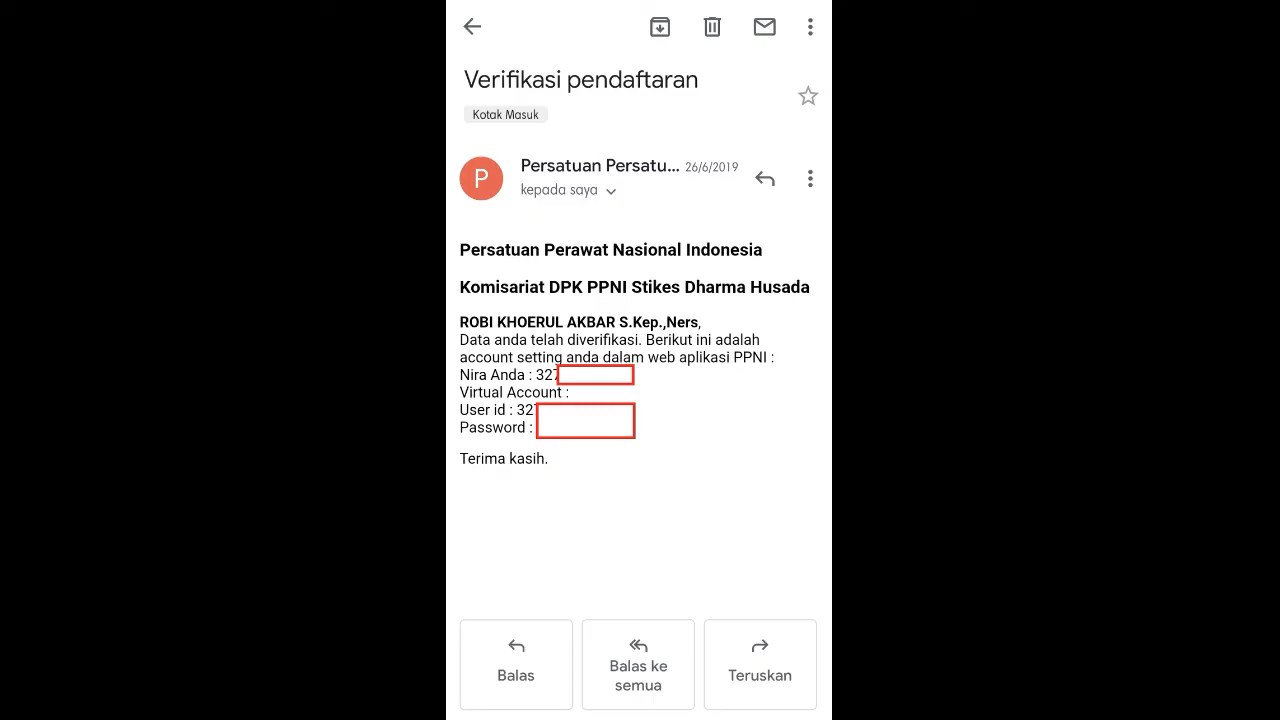 Verifikasi pendaftaran
Kotak Masuk
P
Persatuan Persatu... 26/6/2019
kepada saya
Persatuan Perawat Nasional Indonesia
Komisariat DPK PPNI Stikes Dharma Husada
ROBI KHOERUL AKBAR S.Kep.,Ners,
Data anda telah diverifikasi. Berikut ini adalah
account setting anda dalam web aplikasi PPNI :
Nira Anda : 327
Virtual Account :
User id : 327
Password :
Terima kasih.
Balas
Balas ke
semua
Teruskan